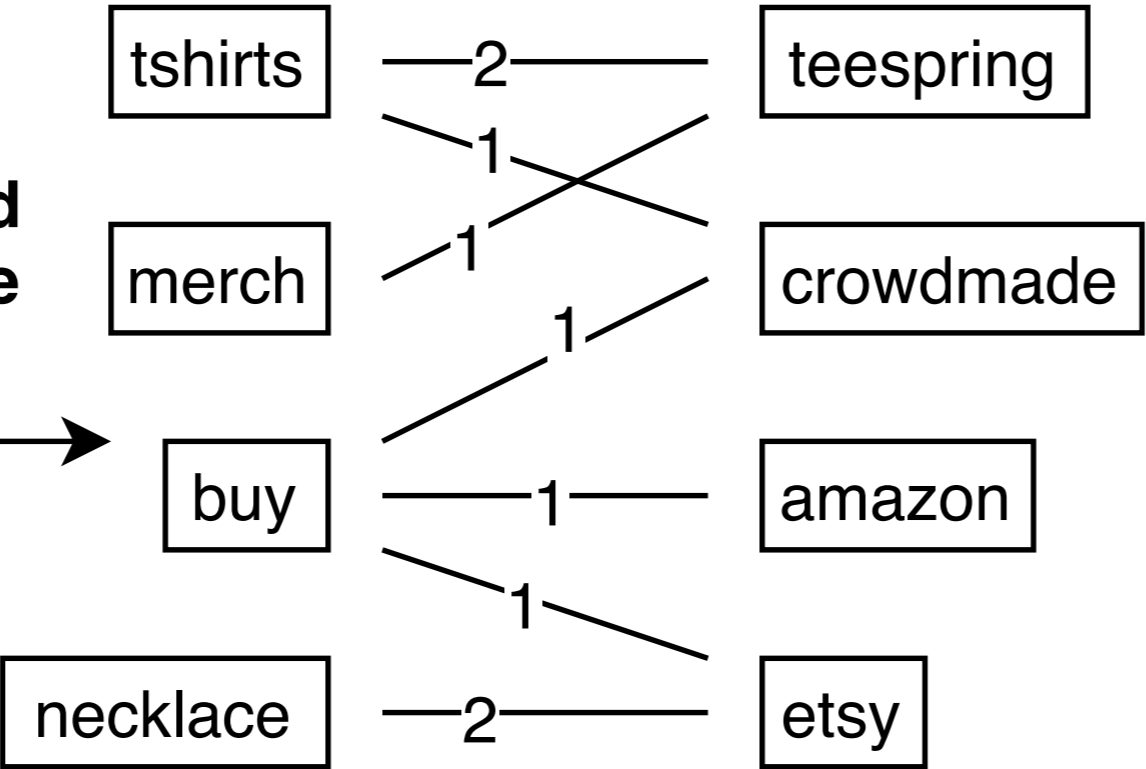 tshirts 2 teespring
1
d
merch 1 crowdmade
e
1
buy 1 amazon
1
necklace 2 etsy